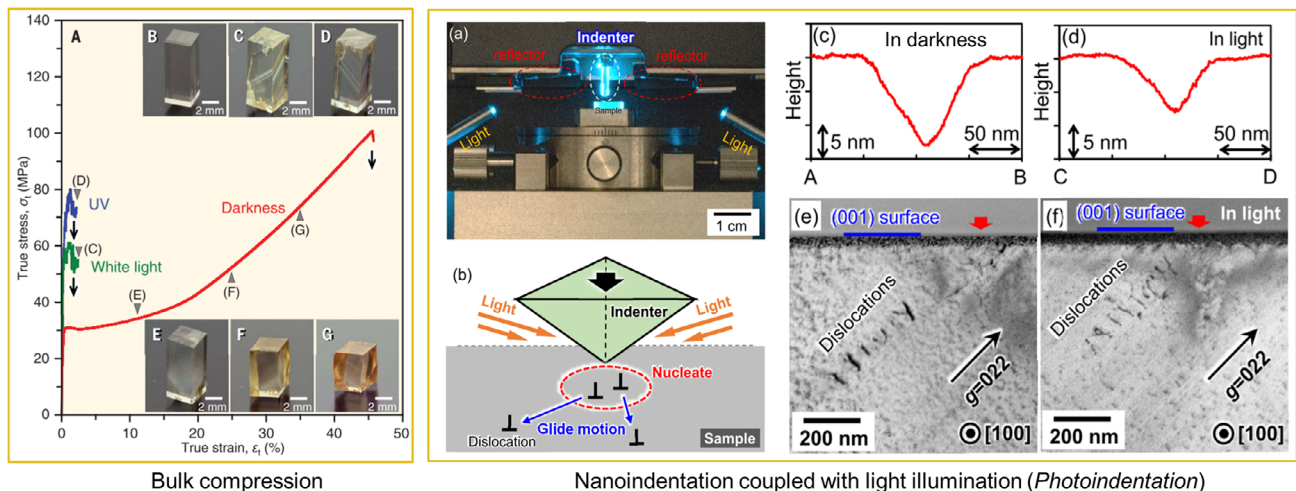 A
B
C
D
2 mm
2 mm
2 mm
140
120
100
80
60
40
20
0
True stress, σt (MPa)
(D)
UV
(C)
White light
Darkness
(E)
(F)
(G)
E
F
G
2 mm
2 mm
2 mm
0
10
20
30
40
50
True strain, εt (%)
Bulk compression
(a)
Indenter
reflector
reflector
Sample
Light
Light
1 cm
(b)
Light
Light
Indenter
Nucleate
Glide motion
Dislocation
Sample
(c)
In darkness
Height
5 nm
50 nm
A
B
(d)
In light
Height
5 nm
50 nm
C
D
(e)
(001) surface
Dislocations
g=022
200 nm
[100]
(f)
(001) surface
In light
Dislocations
g=022
200 nm
[100]
Nanoindentation coupled with light illumination (Photoindentation)